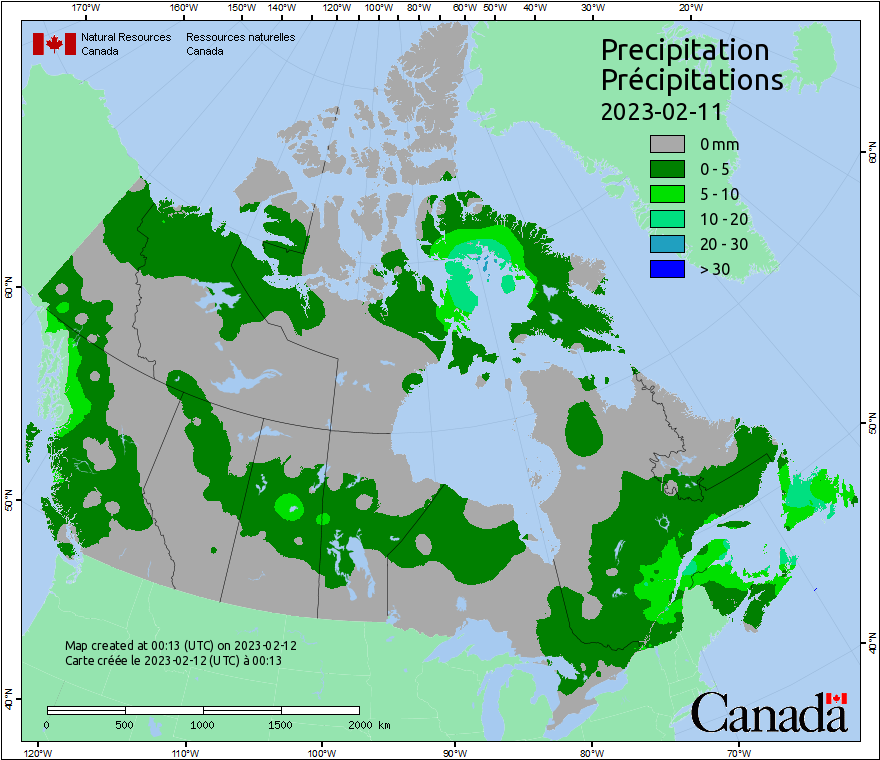 170°W 160°W 150°W 140°W 130°W 120°W 110°W 100°W 90°W 80°W 70°W 60°W 50°W 40°W 30°W 20°W
Natural Resources Ressources naturelles
Canada Canada
Precipitation
Précipitations
2023-02-11
0 mm
0 - 5
5 - 10
10 - 20
20 - 30
> 30
60°N
50°N
40°N
60°N
50°N
40°N
Map created at 00:13 (UTC) on 2023-02-12
Carte créée le 2023-02-12 (UTC) à 00:13
0 500 1000 1500 2000 km
Canada
120°W 110°W 100°W 90°W 80°W 70°W